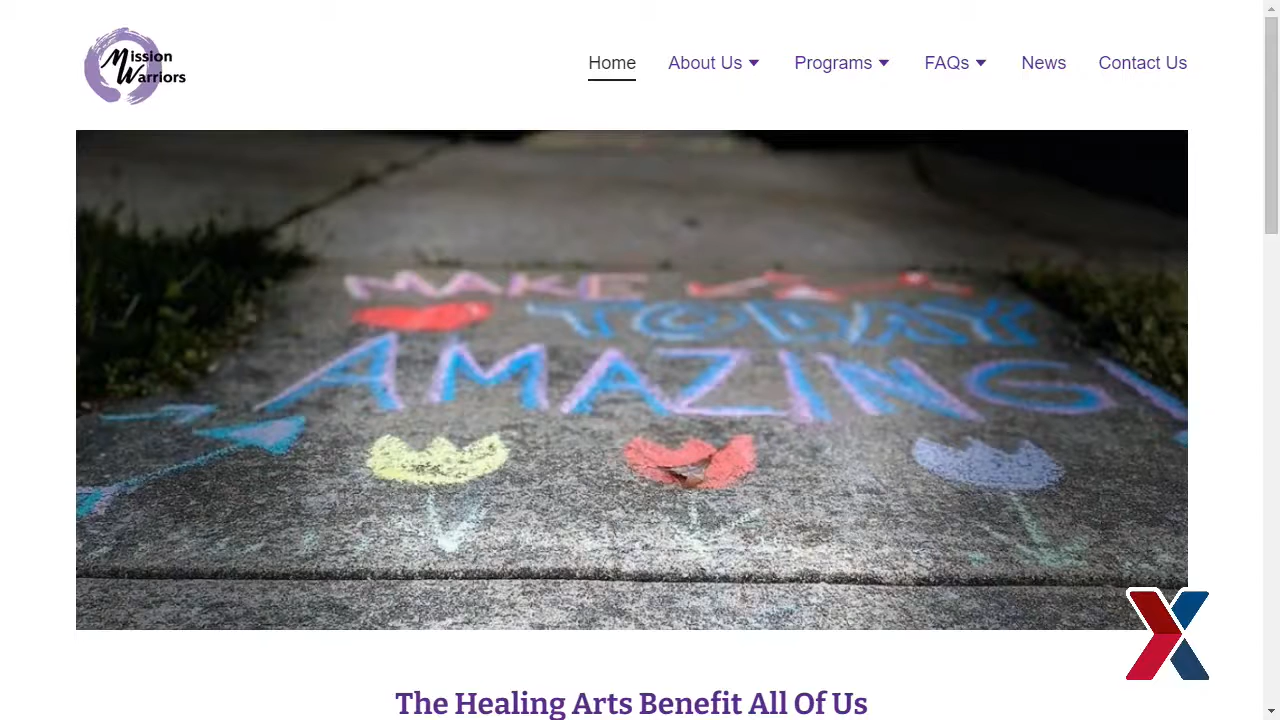 Mission
Warriors
Home About Us Programs FAQs News Contact Us
MAKE
TODAY
AMAZING!
The Healing Arts Benefit All Of Us